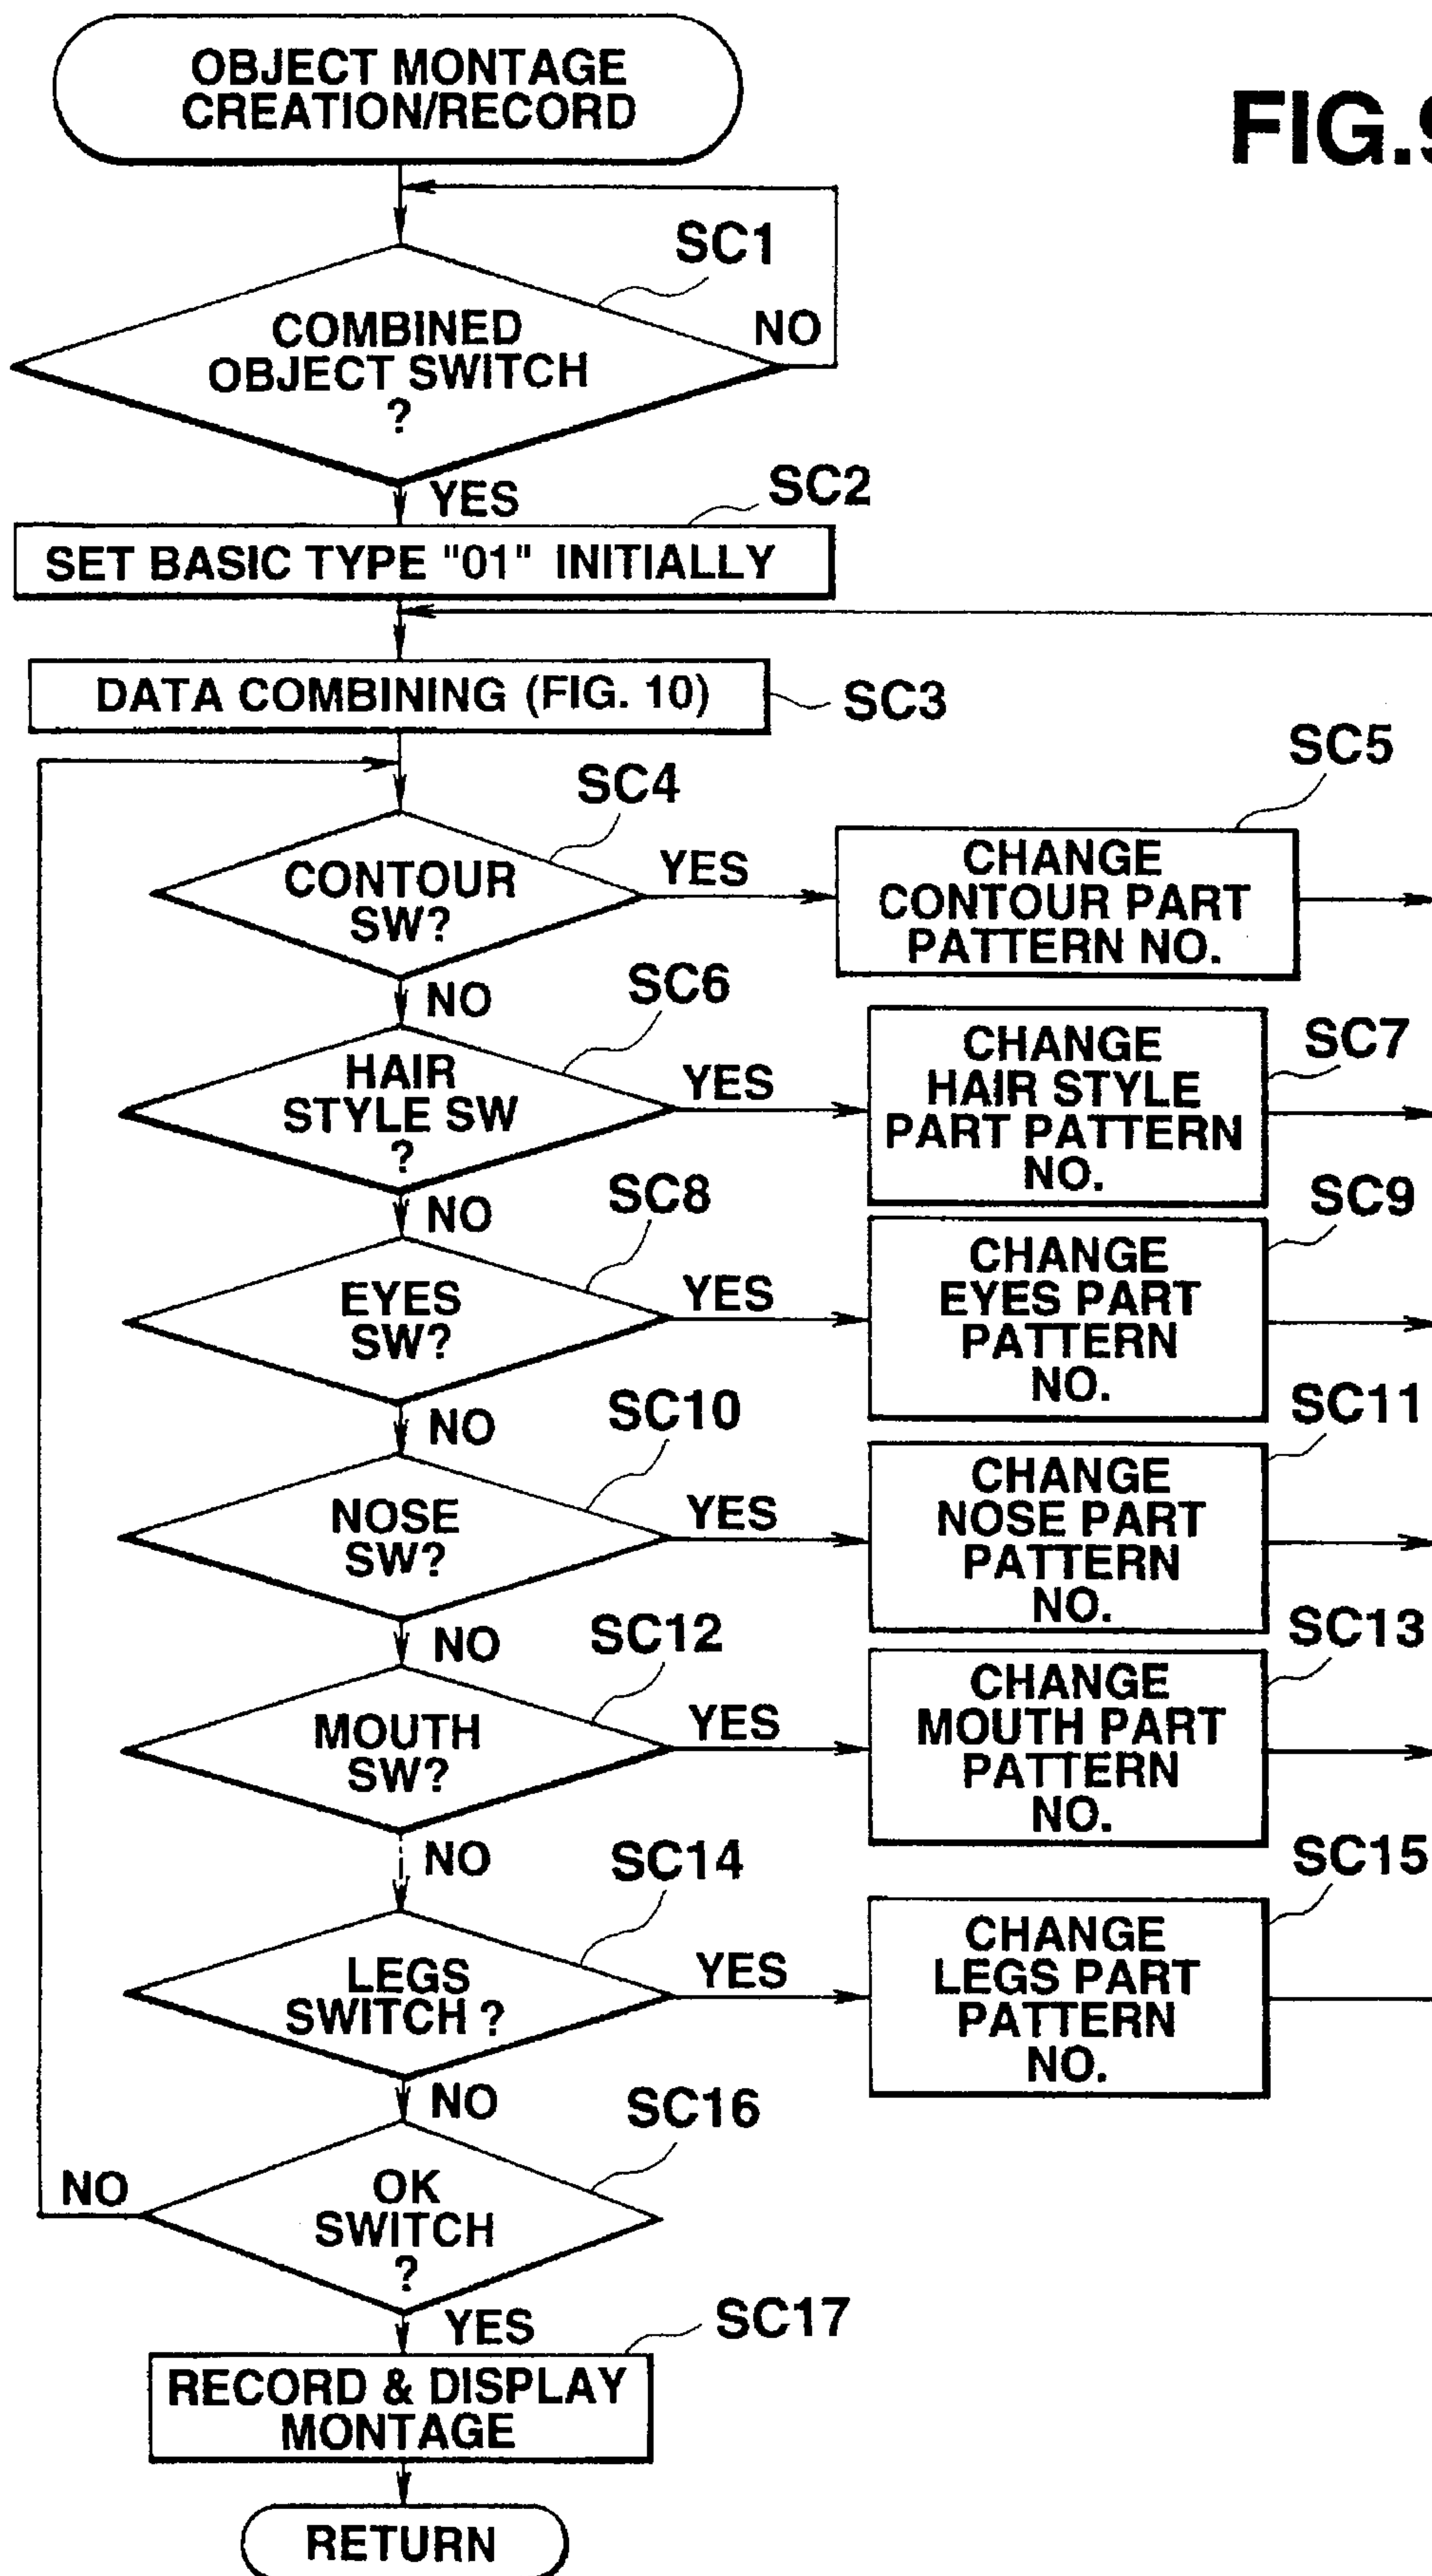 OBJECT MONTAGE
CREATION/RECORD
FIG.9
SC1
COMBINED
OBJECT SWITCH
?
NO
YES
SC2
SET BASIC TYPE "01" INITIALLY
DATA COMBINING (FIG. 10)
SC3
SC4
CONTOUR
SW?
YES
SC5
CHANGE
CONTOUR PART
PATTERN NO.
NO
SC6
HAIR
STYLE SW
?
YES
SC7
CHANGE
HAIR STYLE
PART PATTERN
NO.
NO
SC8
EYES
SW?
YES
SC9
CHANGE
EYES PART
PATTERN
NO.
NO
SC10
NOSE
SW?
YES
SC11
CHANGE
NOSE PART
PATTERN
NO.
NO
SC12
MOUTH
SW?
YES
SC13
CHANGE
MOUTH PART
PATTERN
NO.
NO
SC14
LEGS
SWITCH ?
YES
SC15
CHANGE
LEGS PART
PATTERN
NO.
NO
SC16
OK
SWITCH
?
NO
YES
SC17
RECORD & DISPLAY
MONTAGE
RETURN